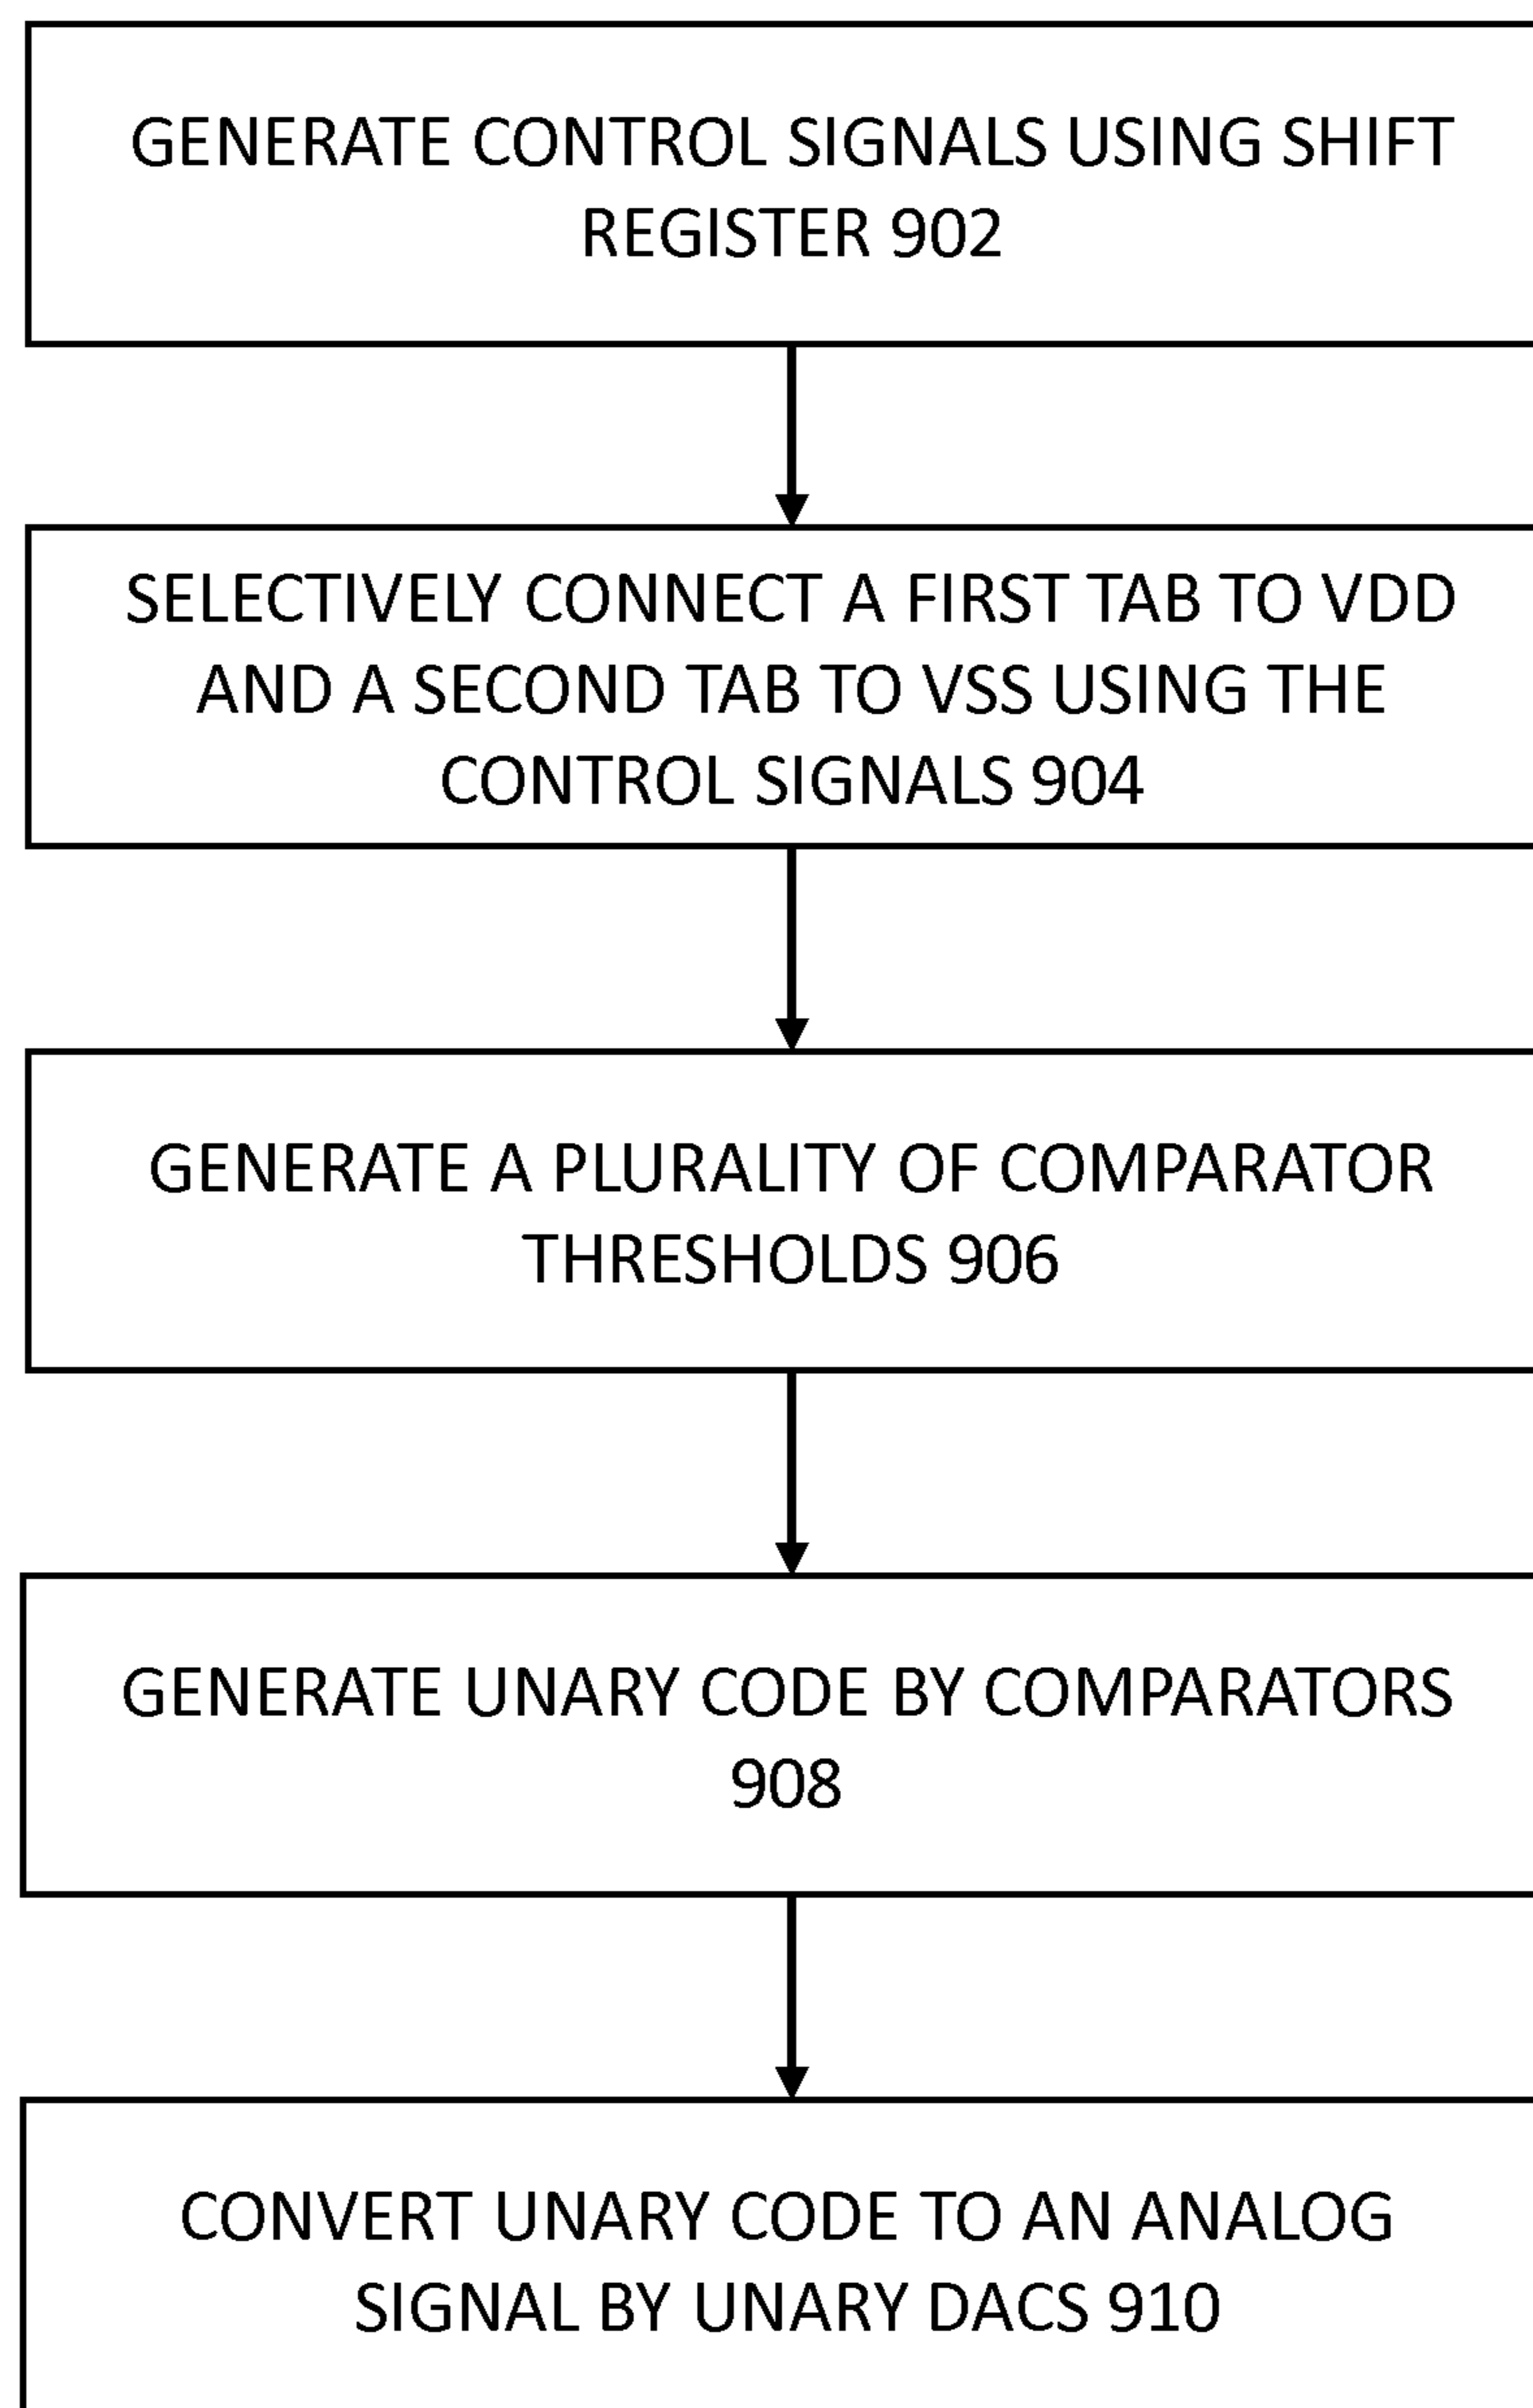 GENERATE CONTROL SIGNALS USING SHIFT
REGISTER 902
SELECTIVELY CONNECT A FIRST TAB TO VDD
AND A SECOND TAB TO VSS USING THE
CONTROL SIGNALS 904
GENERATE A PLURALITY OF COMPARATOR
THRESHOLDS 906
GENERATE UNARY CODE BY COMPARATORS
908
CONVERT UNARY CODE TO AN ANALOG
SIGNAL BY UNARY DACS 910